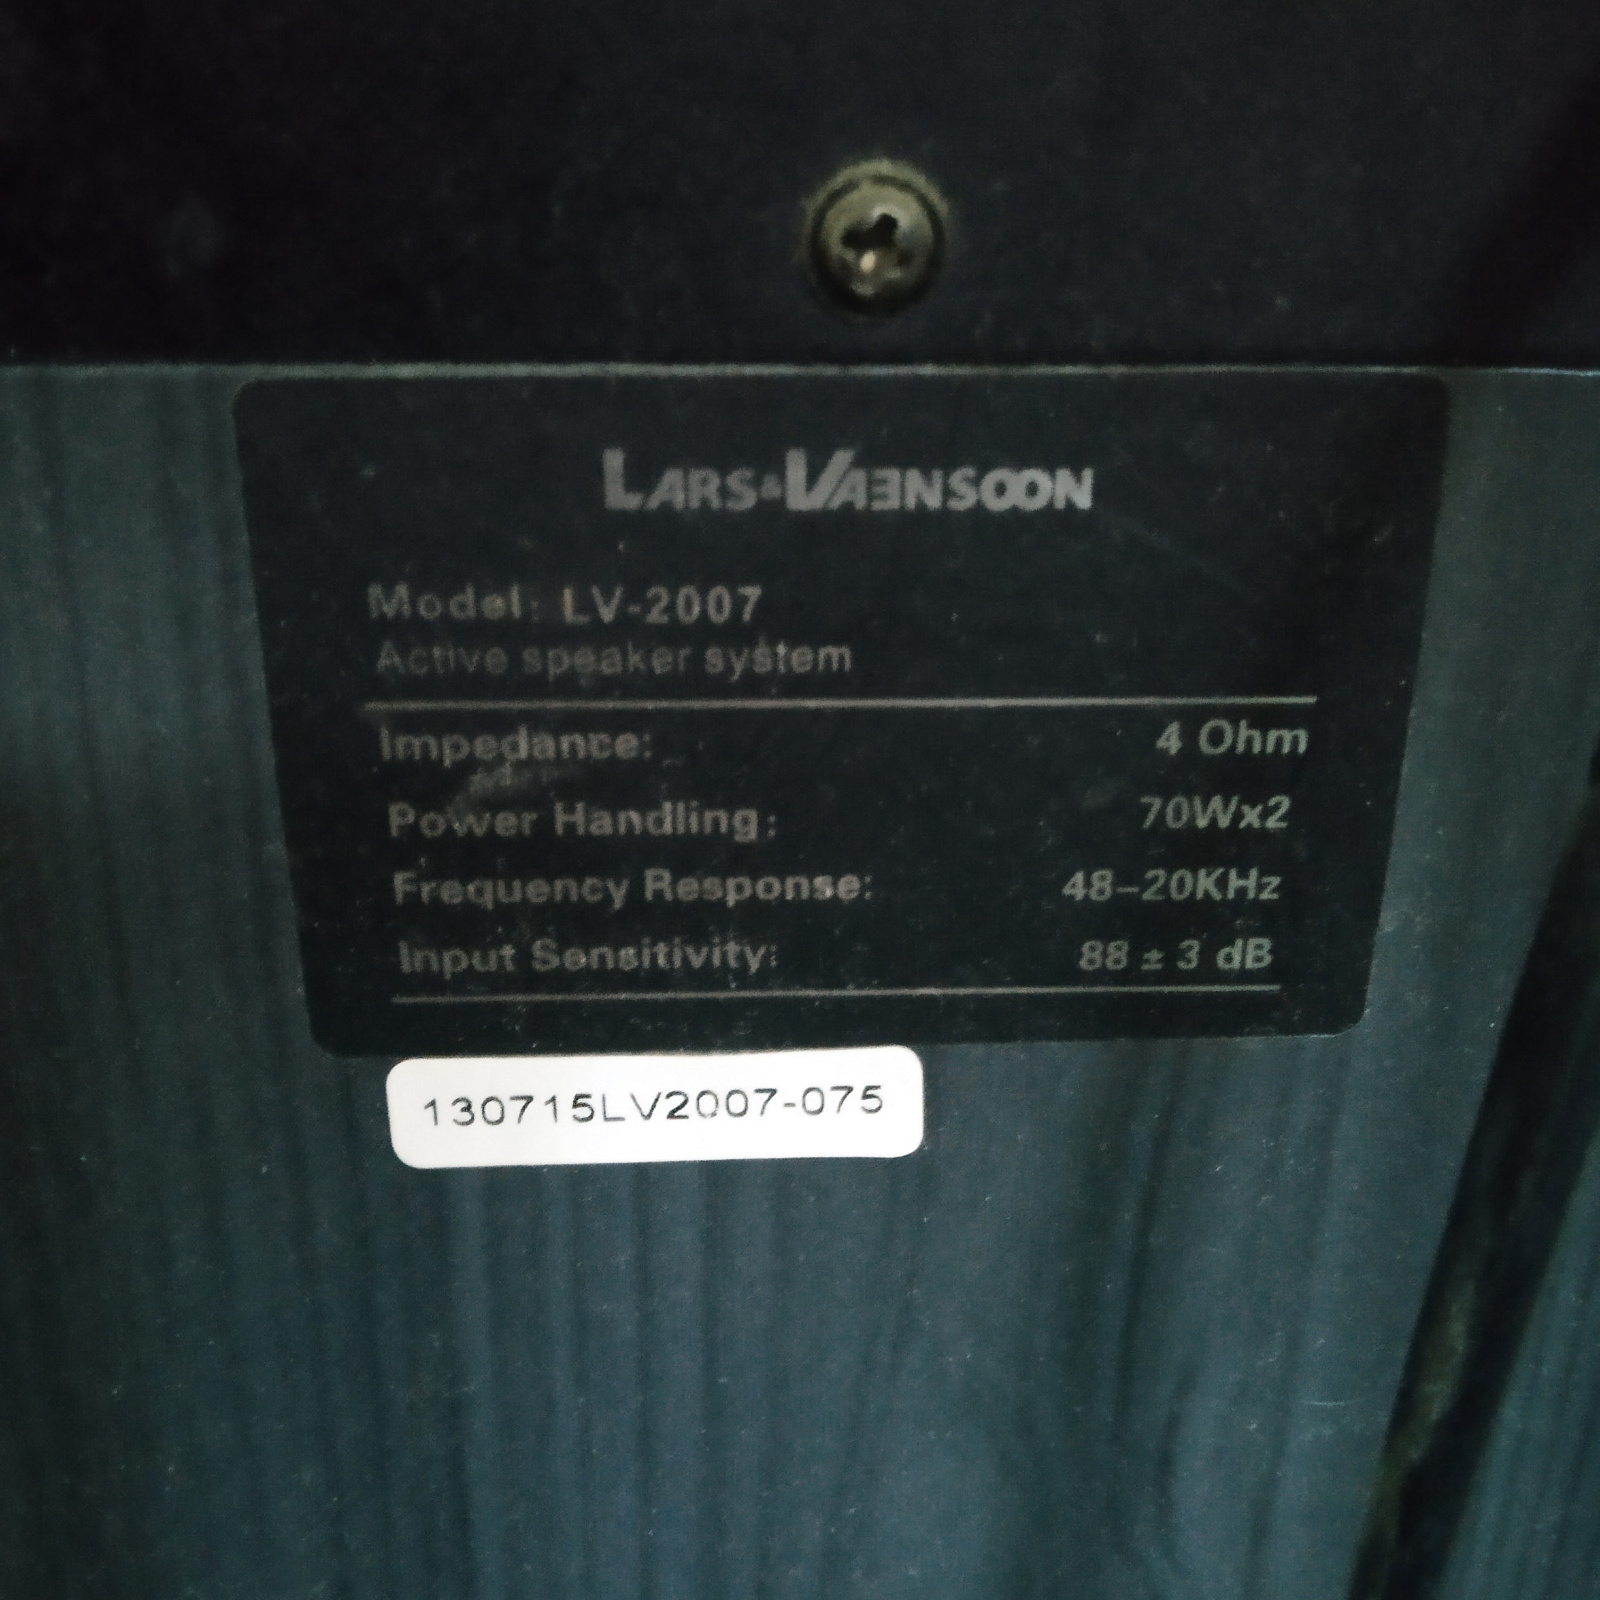 LARS&VAENSOON
Model: LV-2007
Active speaker system
Impedance: 4 Ohm
Power Handling: 70Wx2
Frequency Response: 48–20KHz
Input Sensitivity: 88 ± 3 dB
130715LV2007-075